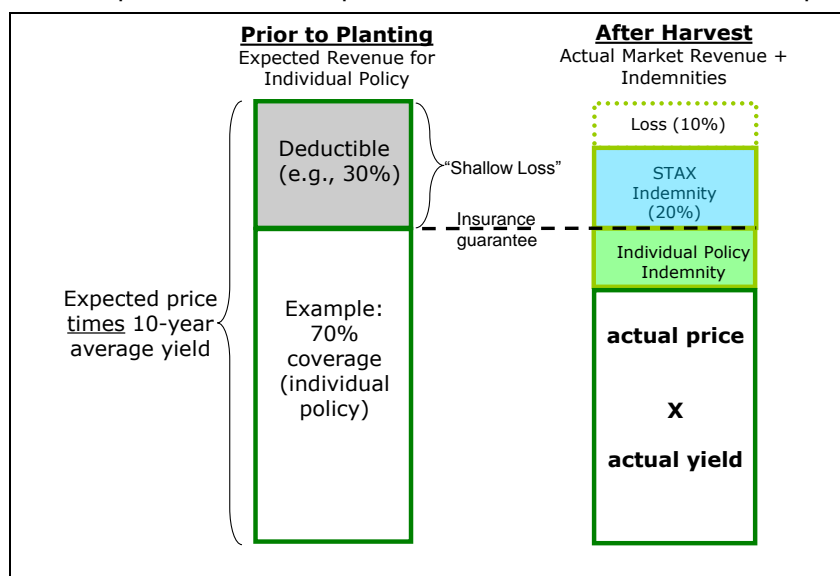 Prior to Planting
Expected Revenue for
Individual Policy
After Harvest
Actual Market Revenue +
Indemnities
Deductible
(e.g., 30%)
“Shallow Loss”
Loss (10%)
STAX
Indemnity
(20%)
Insurance
guarantee
Individual Policy
Indemnity
Expected price
times 10-year
average yield
Example:
70%
coverage
(individual
policy)
actual price
X
actual yield